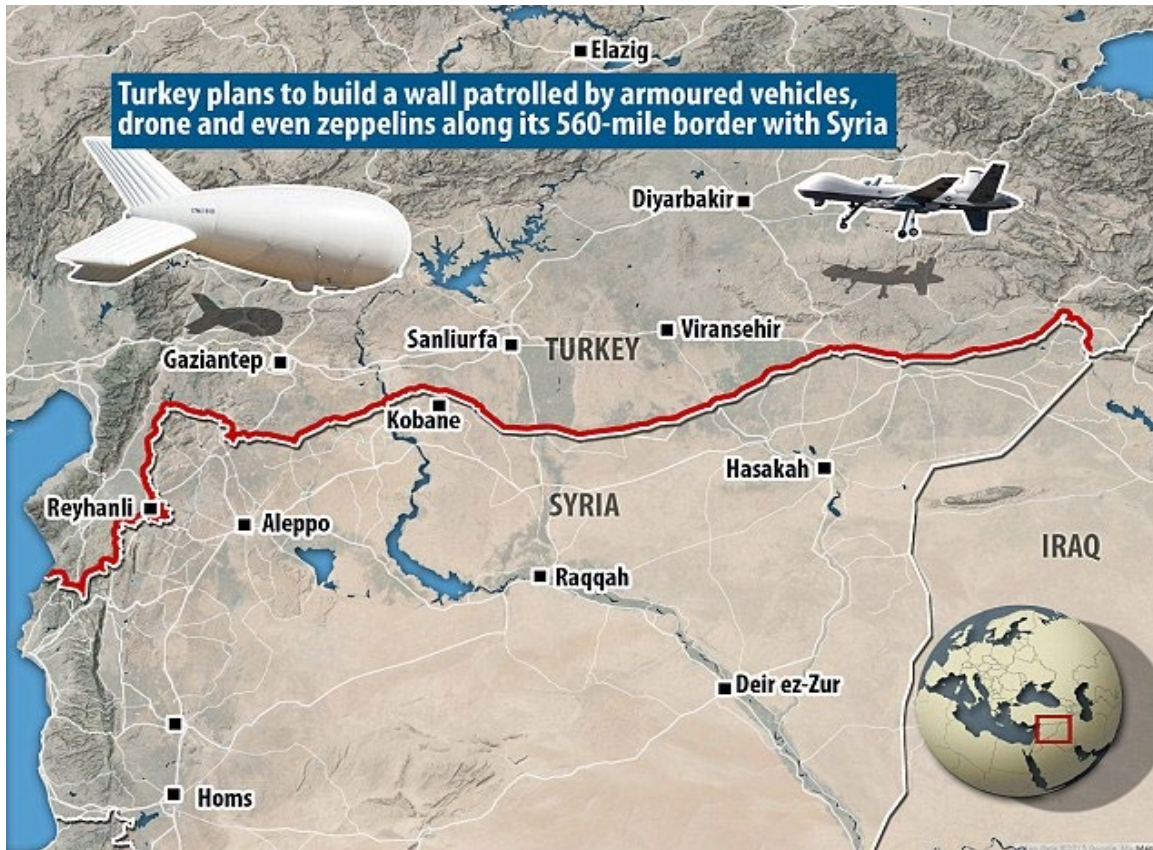 Elazig
Turkey plans to build a wall patrolled by armoured vehicles,
drone and even zeppelins along its 560-mile border with Syria
Diyarbakir
Sanliurfa
TURKEY
Viransehir
Gaziantep
Kobane
Hasakah
Reyhanli
Aleppo
SYRIA
IRAQ
Raqqah
Deir ez-Zur
Homs